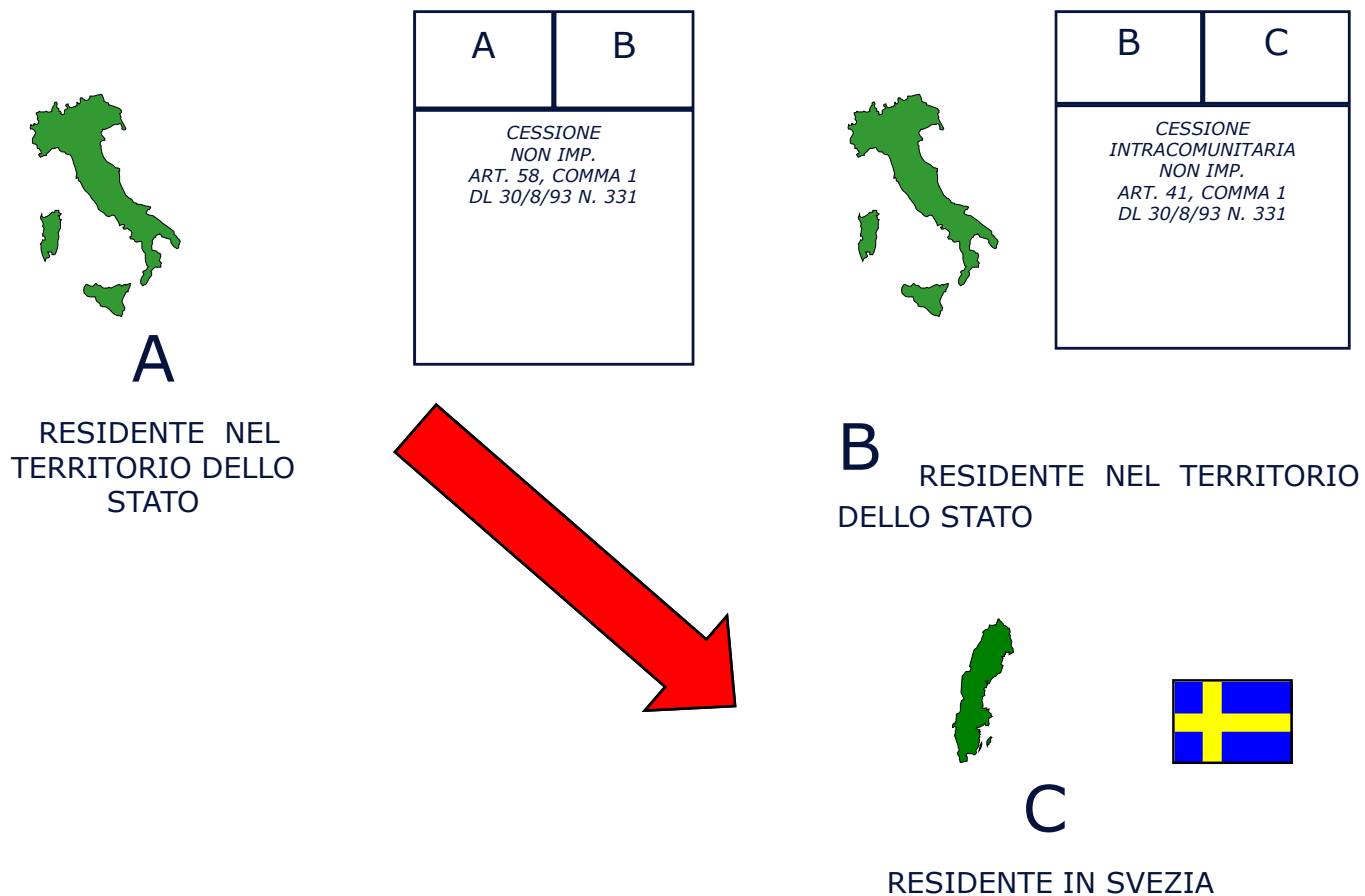 A B
CESSIONE
NON IMP.
ART. 58, COMMA 1
DL 30/8/93 N. 331
B C
CESSIONE
INTRACOMUNITARIA
NON IMP.
ART. 41, COMMA 1
DL 30/8/93 N. 331
A
RESIDENTE NEL
TERRITORIO DELLO
STATO
B RESIDENTE NEL TERRITORIO
DELLO STATO
C
RESIDENTE IN SVEZIA